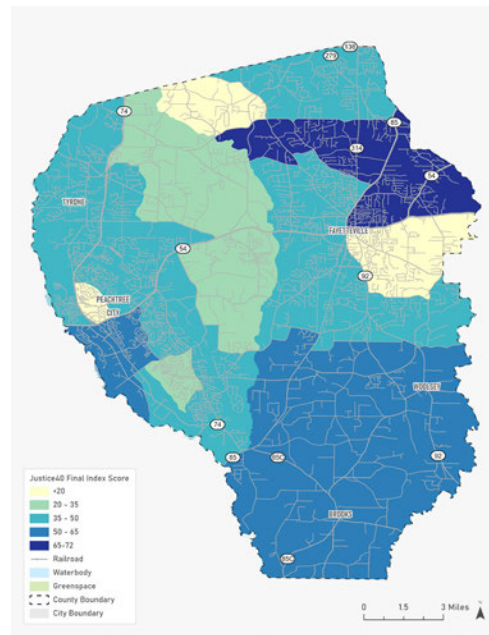 138
279
74
85
314
54
TYRONE
FAYETTEVILLE
54
92
PEACHTREE
CITY
WOOLSEY
74
85
85C
92
BROOKS
85C
Justice40 Final Index Score
<20
20 - 35
35 - 50
50 - 65
65-72
Railroad
Waterbody
Greenspace
County Boundary
City Boundary
0 1.5 3 Miles
N